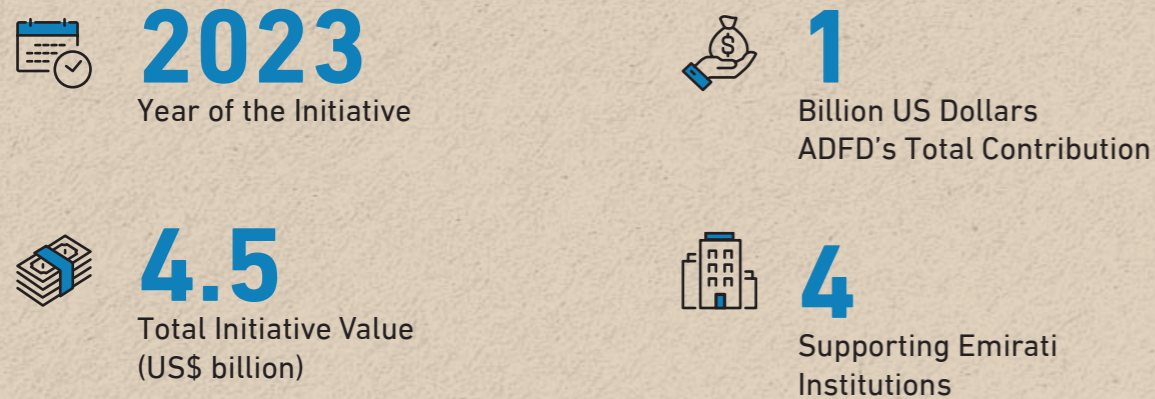 2023
Year of the Initiative
1
Billion US Dollars
ADFD's Total Contribution
4.5
Total Initiative Value
(US$ billion)
4
Supporting Emirati
Institutions